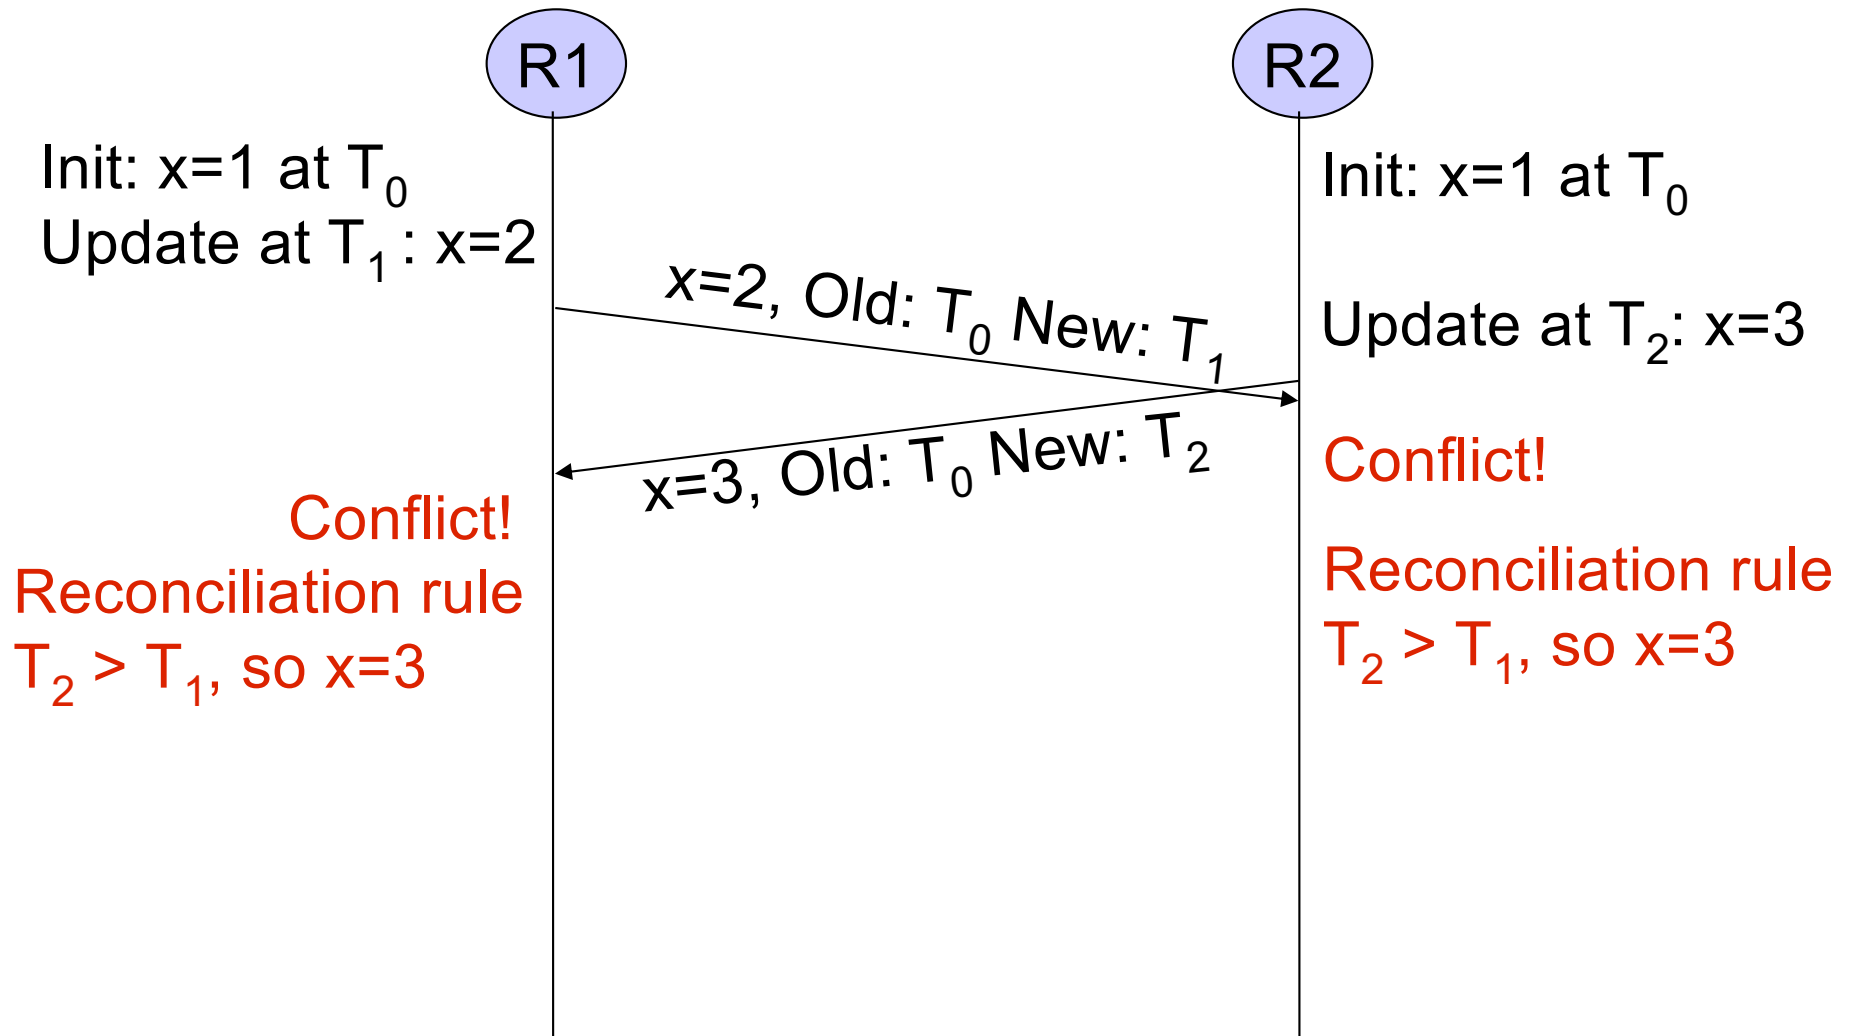 R1
R2
Init: x=1 at T₀
Update at T₁ : x=2
Init: x=1 at T₀
Update at T₂: x=3
x=2, Old: T₀ New: T₁
x=3, Old: T₀ New: T₂
Conflict!
Reconciliation rule
T₂ > T₁, so x=3
Conflict!
Reconciliation rule
T₂ > T₁, so x=3